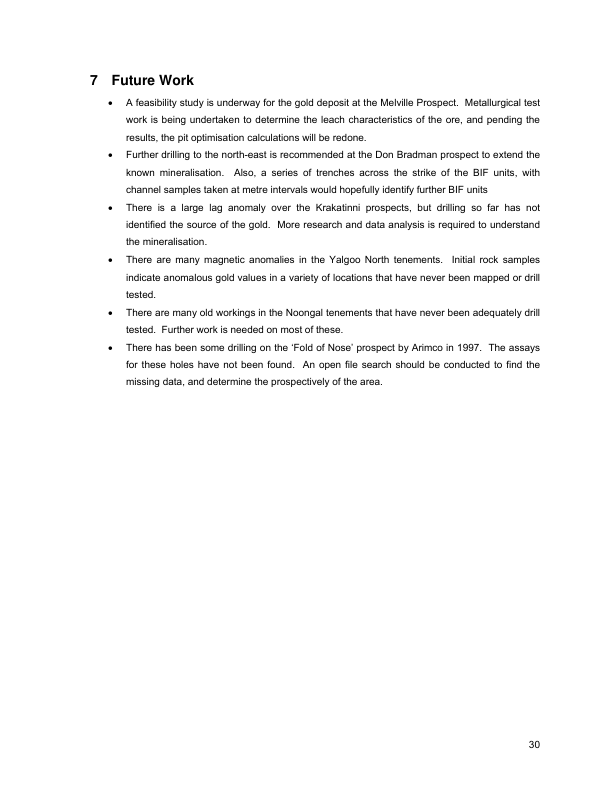 7 Future Work
• A feasibility study is underway for the gold deposit at the Melville Prospect. Metallurgical test
work is being undertaken to determine the leach characteristics of the ore, and pending the
results, the pit optimisation calculations will be redone.
• Further drilling to the north-east is recommended at the Don Bradman prospect to extend the
known mineralisation. Also, a series of trenches across the strike of the BIF units, with
channel samples taken at metre intervals would hopefully identify further BIF units
• There is a large lag anomaly over the Krakatinni prospects, but drilling so far has not
identified the source of the gold. More research and data analysis is required to understand
the mineralisation.
• There are many magnetic anomalies in the Yalgoo North tenements. Initial rock samples
indicate anomalous gold values in a variety of locations that have never been mapped or drill
tested.
• There are many old workings in the Noongal tenements that have never been adequately drill
tested. Further work is needed on most of these.
• There has been some drilling on the ‘Fold of Nose’ prospect by Arimco in 1997. The assays
for these holes have not been found. An open file search should be conducted to find the
missing data, and determine the prospectively of the area.
30